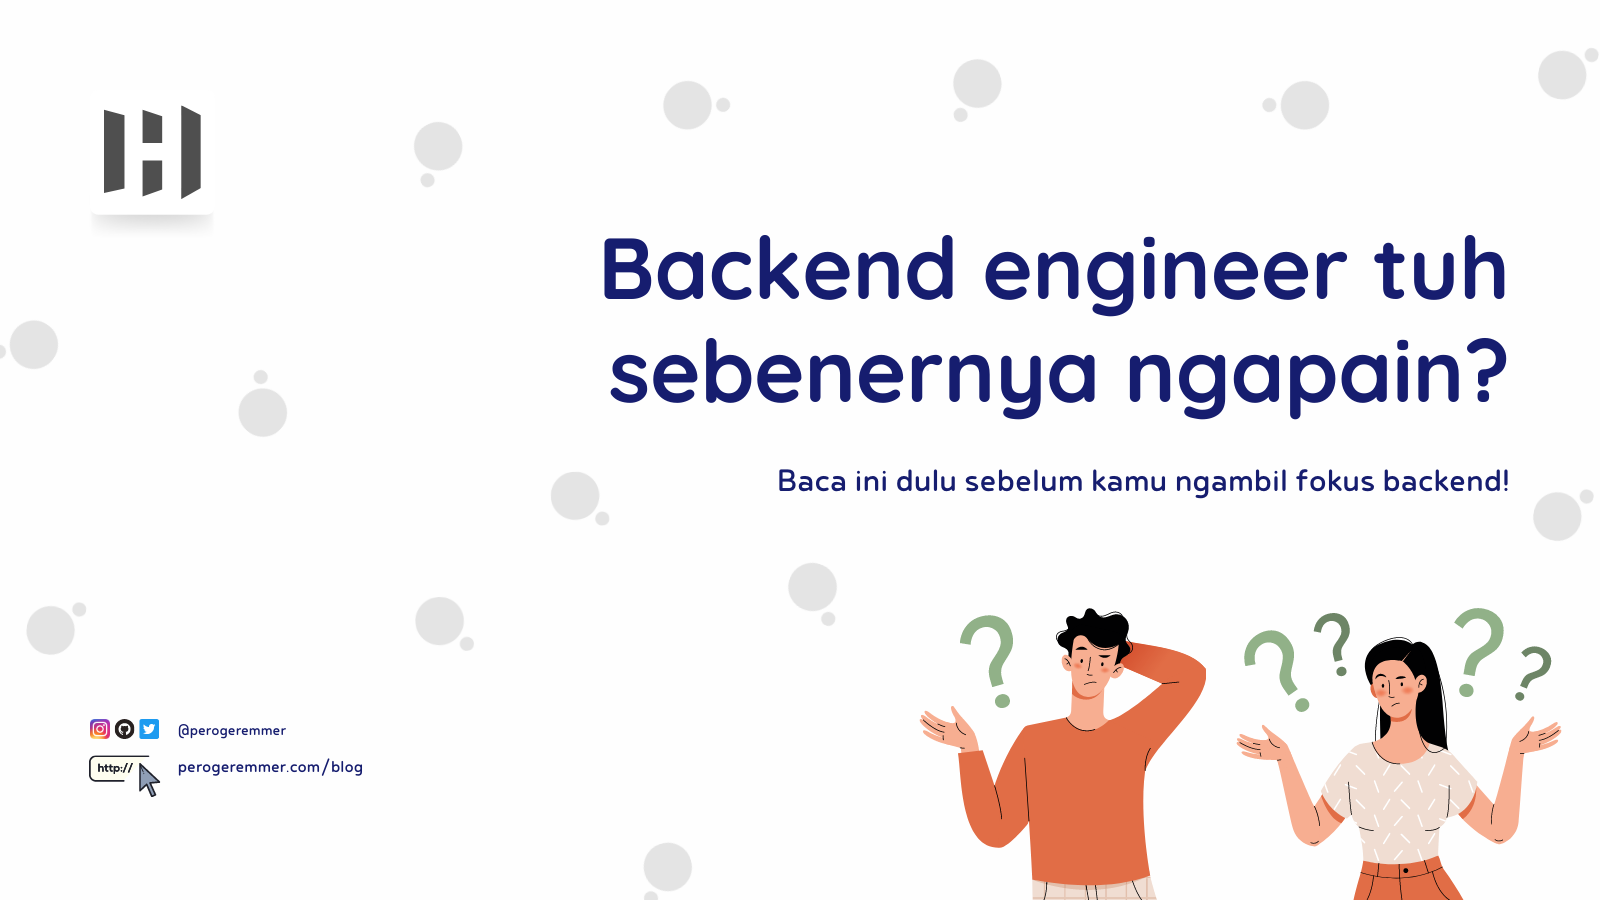 Backend engineer tuh
sebenernya ngapain?
Baca ini dulu sebelum kamu ngambil fokus backend!
@perogeremmer
http://
perogeremmer.com/blog